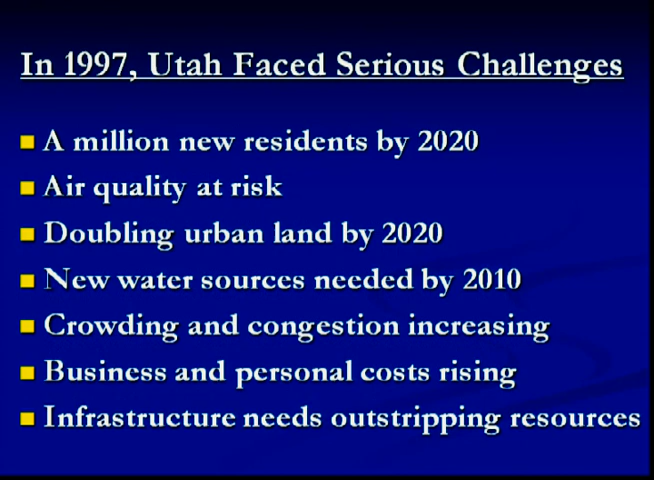 In 1997, Utah Faced Serious Challenges
A million new residents by 2020
Air quality at risk
Doubling urban land by 2020
New water sources needed by 2010
Crowding and congestion increasing
Business and personal costs rising
Infrastructure needs outstripping resources